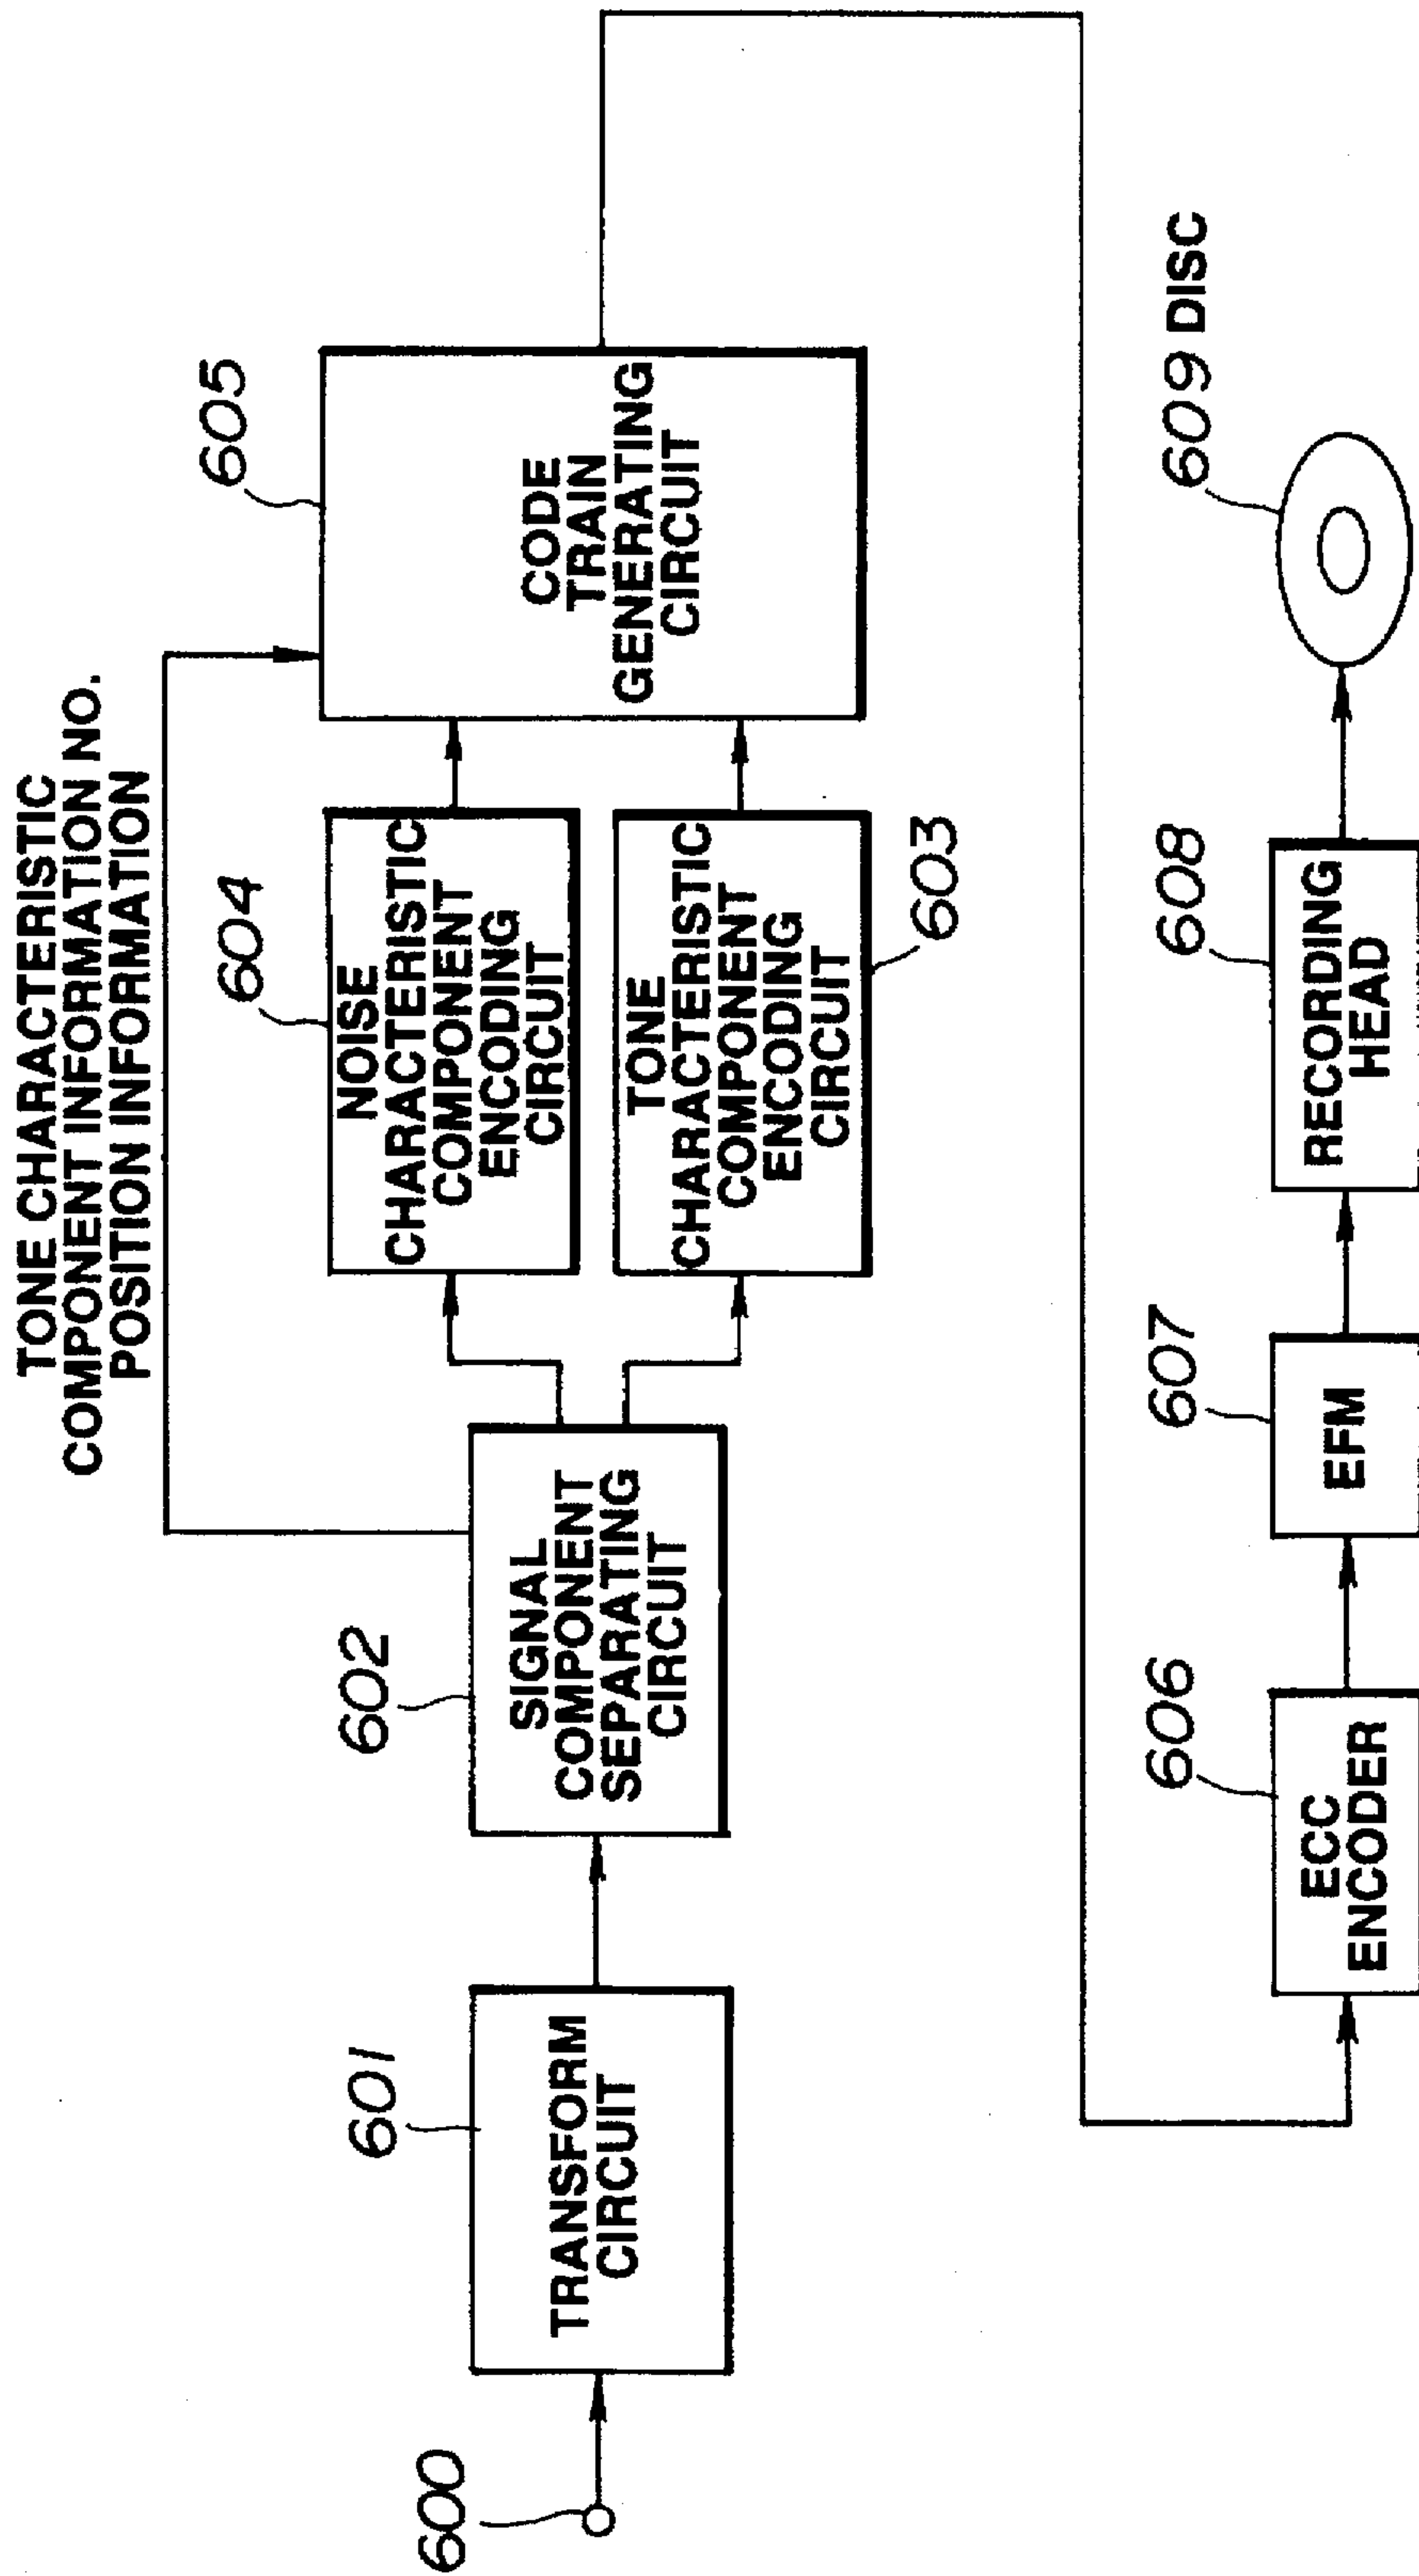 TONE CHARACTERISTIC
COMPONENT INFORMATION NO.
POSITION INFORMATION
600
601
TRANSFORM
CIRCUIT
602
SIGNAL
COMPONENT
SEPARATING
CIRCUIT
604
NOISE
CHARACTERISTIC
COMPONENT
ENCODING
CIRCUIT
TONE
CHARACTERISTIC
COMPONENT
ENCODING
CIRCUIT
603
605
CODE
TRAIN
GENERATING
CIRCUIT
606
ECC
ENCODER
607
EFM
608
RECORDING
HEAD
609 DISC